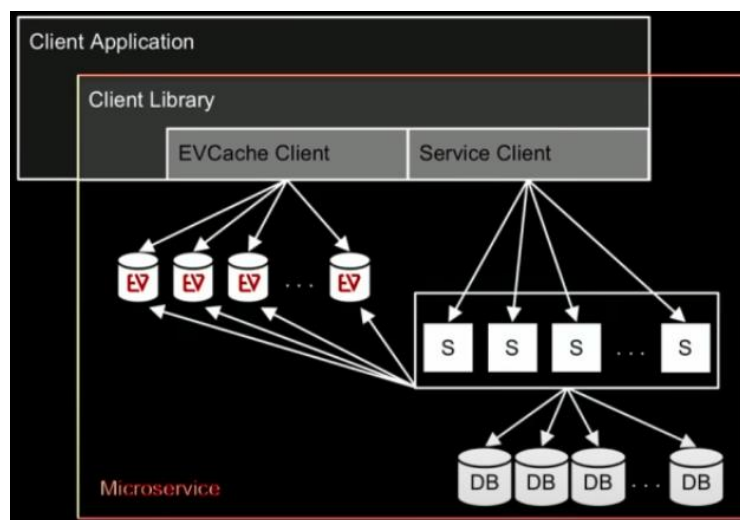 Client Application
Client Library
EVCache Client
Service Client
EV EV EV ... EV
S S S ... S
DB DB DB ... DB
Microservice